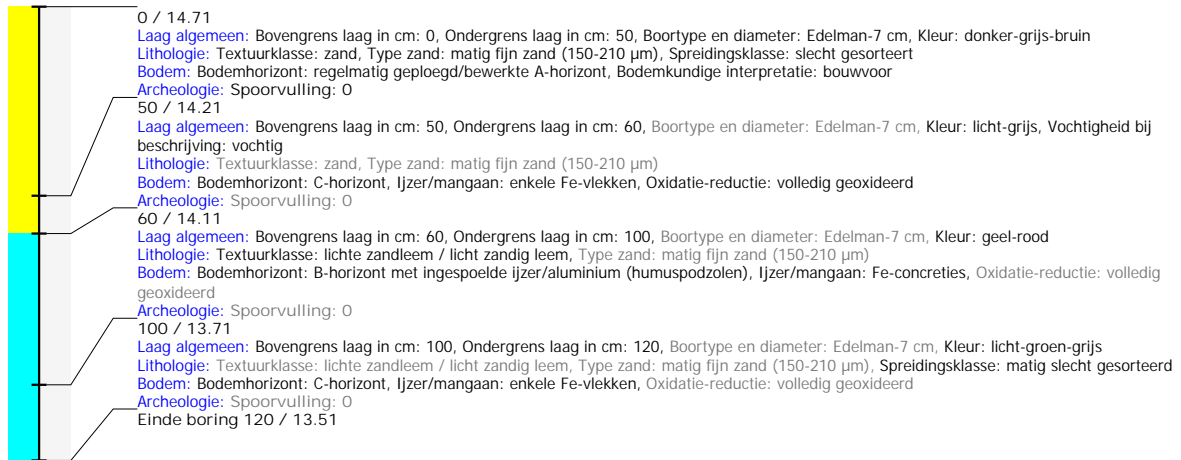 0 / 14.71
Laag algemeen: Bovengrens laag in cm: 0, Ondergrens laag in cm: 50, Boortype en diameter: Edelman-7 cm, Kleur: donker-grijs-bruin
Lithologie: Textuurklasse: zand, Type zand: matig fijn zand (150-210 µm), Spreidingsklasse: slecht gesorteert
Bodem: Bodemhorizont: regelmatig geploegd/bewerkte A-horizont, Bodemkundige interpretatie: bouwvoor
Archeologie: Spoorvulling: 0
50 / 14.21
Laag algemeen: Bovengrens laag in cm: 50, Ondergrens laag in cm: 60, Boortype en diameter: Edelman-7 cm, Kleur: licht-grijs, Vochtigheid bij
beschrijving: vochtig
Lithologie: Textuurklasse: zand, Type zand: matig fijn zand (150-210 µm)
Bodem: Bodemhorizont: C-horizont, Ijzer/mangaan: enkele Fe-vlekken, Oxidatie-reductie: volledig geoxideerd
Archeologie: Spoorvulling: 0
60 / 14.11
Laag algemeen: Bovengrens laag in cm: 60, Ondergrens laag in cm: 100, Boortype en diameter: Edelman-7 cm, Kleur: geel-rood
Lithologie: Textuurklasse: lichte zandleem / licht zandig leem, Type zand: matig fijn zand (150-210 µm)
Bodem: Bodemhorizont: B-horizont met ingespoelde ijzer/aluminium (humuspodzolen), Ijzer/mangaan: Fe-concreties, Oxidatie-reductie: volledig
geoxideerd
Archeologie: Spoorvulling: 0
100 / 13.71
Laag algemeen: Bovengrens laag in cm: 100, Ondergrens laag in cm: 120, Boortype en diameter: Edelman-7 cm, Kleur: licht-groen-grijs
Lithologie: Textuurklasse: lichte zandleem / licht zandig leem, Type zand: matig fijn zand (150-210 µm), Spreidingsklasse: matig slecht gesorteerd
Bodem: Bodemhorizont: C-horizont, Ijzer/mangaan: enkele Fe-vlekken, Oxidatie-reductie: volledig geoxideerd
Archeologie: Spoorvulling: 0
Einde boring 120 / 13.51